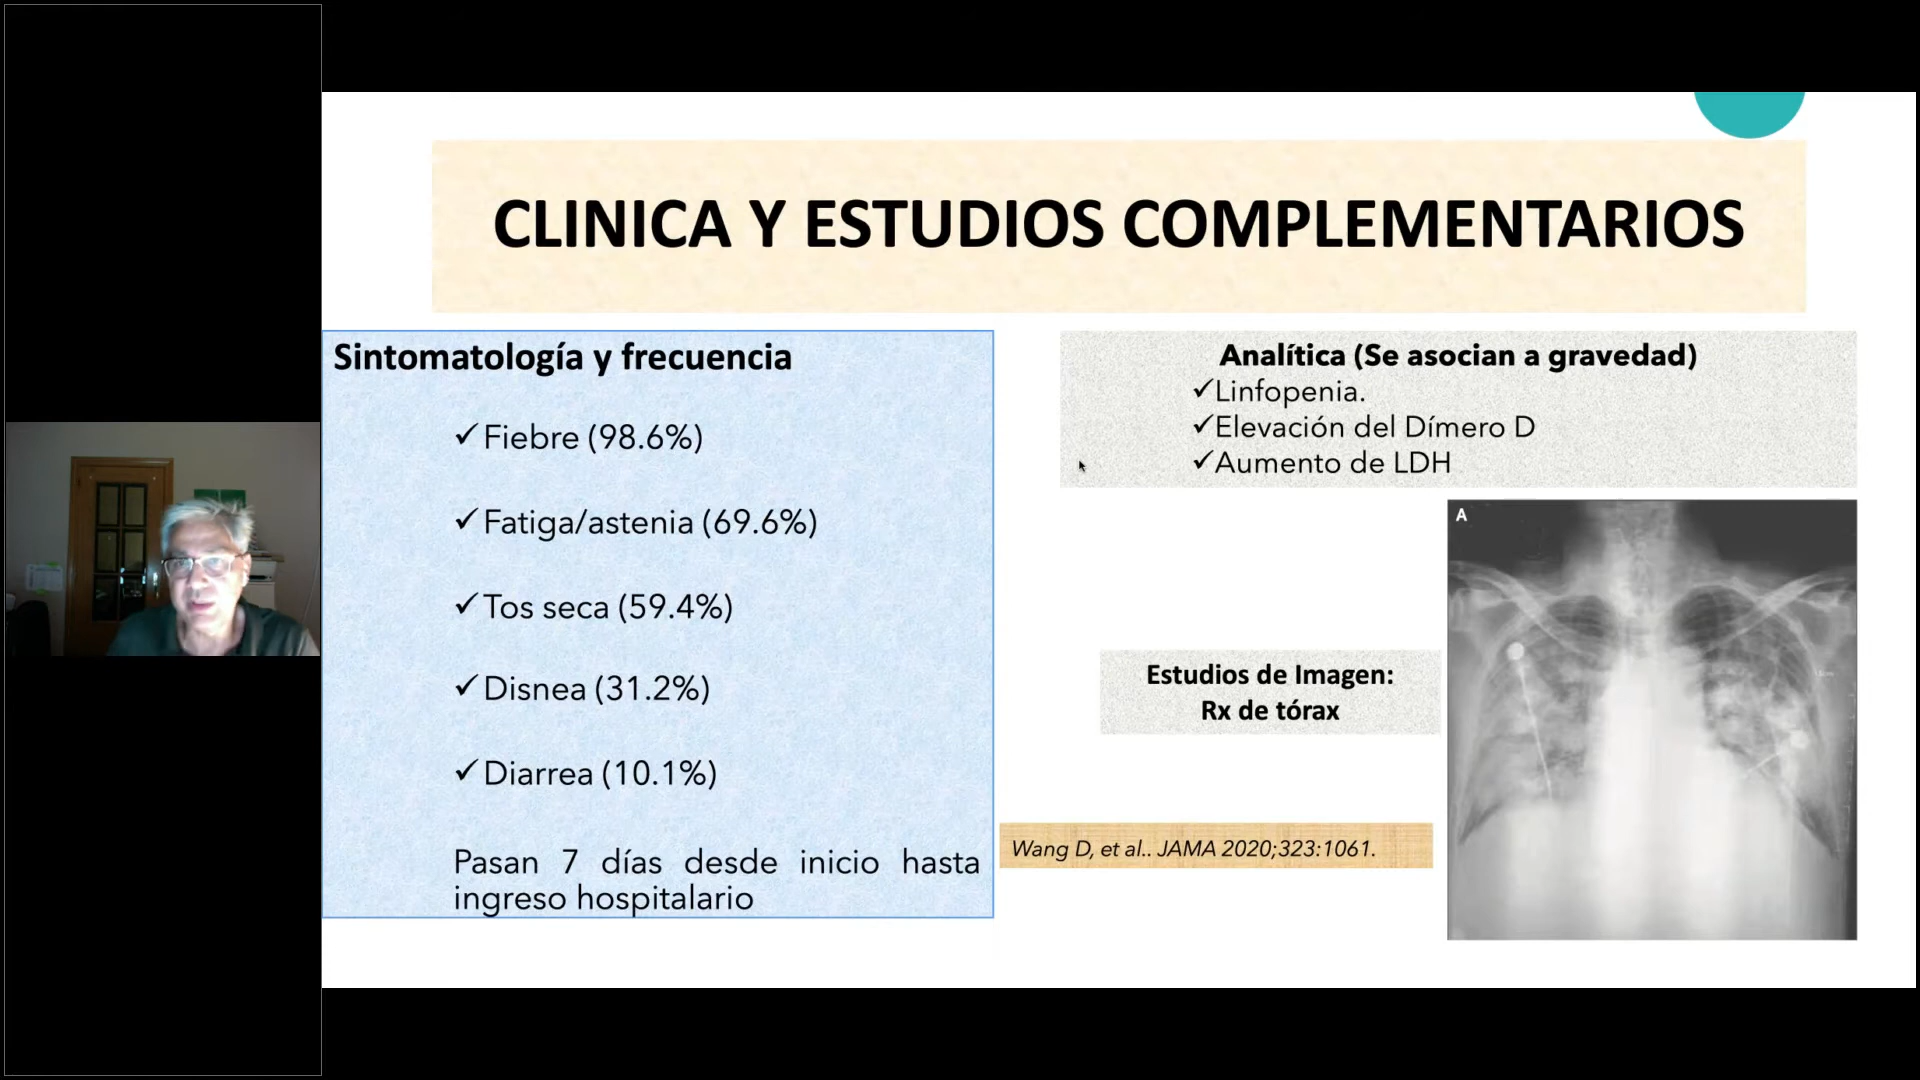 CLINICA Y ESTUDIOS COMPLEMENTARIOS
Sintomatología y frecuencia
✓Fiebre (98.6%)
✓Fatiga/astenia (69.6%)
✓Tos seca (59.4%)
✓Disnea (31.2%)
✓Diarrea (10.1%)
Pasan 7 días desde inicio hasta
ingreso hospitalario
Analítica (Se asocian a gravedad)
✓Linfopenia.
✓Elevación del Dímero D
✓Aumento de LDH
A
Estudios de Imagen:
Rx de tórax
Wang D, et al.. JAMA 2020;323:1061.